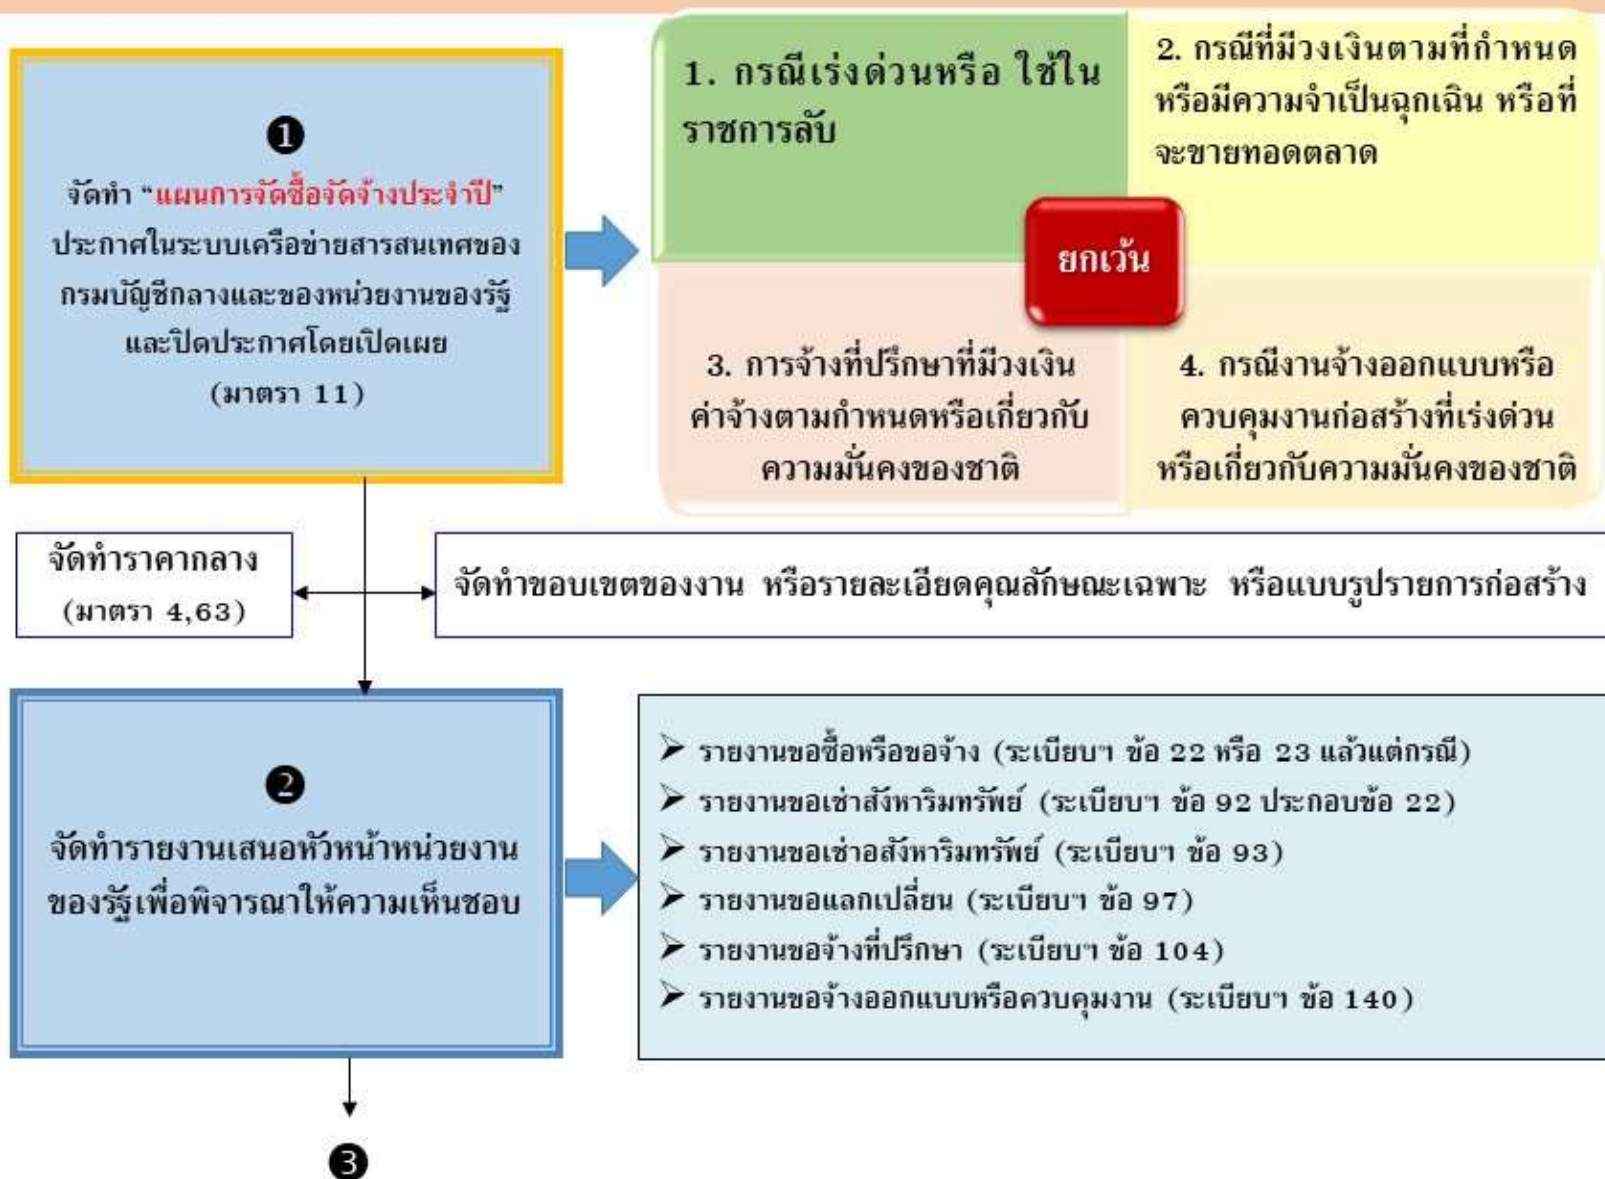 ❶
จัดทำ “แผนการจัดซื้อจัดจ้างประจำปี”
ประกาศในระบบเครือข่ายสารสนเทศของ
กรมบัญชีกลางและของหน่วยงานของรัฐ
และปิดประกาศโดยเปิดเผย
(มาตรา 11)
1. กรณีเร่งด่วนหรือ ใช้ใน
ราชการลับ
2. กรณีที่มีวงเงินตามที่กำหนด
หรือมีความจำเป็นฉุกเฉิน หรือที่
จะขายทอดตลาด
ยกเว้น
3. การจ้างที่ปรึกษาที่มีวงเงิน
ค่าจ้างตามกำหนดหรือเกี่ยวกับ
ความมั่นคงของชาติ
4. กรณีงานจ้างออกแบบหรือ
ควบคุมงานก่อสร้างที่เร่งด่วน
หรือเกี่ยวกับความมั่นคงของชาติ
จัดทำราคากลาง
(มาตรา 4,63)
จัดทำขอบเขตของงาน หรือรายละเอียดคุณลักษณะเฉพาะ หรือแบบรูปรายการก่อสร้าง
❷
จัดทำรายงานเสนอหัวหน้าหน่วยงาน
ของรัฐเพื่อพิจารณาให้ความเห็นชอบ
➤ รายงานขอซื้อหรือขอจ้าง (ระเบียบฯ ข้อ 22 หรือ 23 แล้วแต่กรณี)
➤ รายงานขอเช่าสังหาริมทรัพย์ (ระเบียบฯ ข้อ 92 ประกอบข้อ 22)
➤ รายงานขอเช่าอสังหาริมทรัพย์ (ระเบียบฯ ข้อ 93)
➤ รายงานขอแลกเปลี่ยน (ระเบียบฯ ข้อ 97)
➤ รายงานขอจ้างที่ปรึกษา (ระเบียบฯ ข้อ 104)
➤ รายงานขอจ้างออกแบบหรือควบคุมงาน (ระเบียบฯ ข้อ 140)
❸